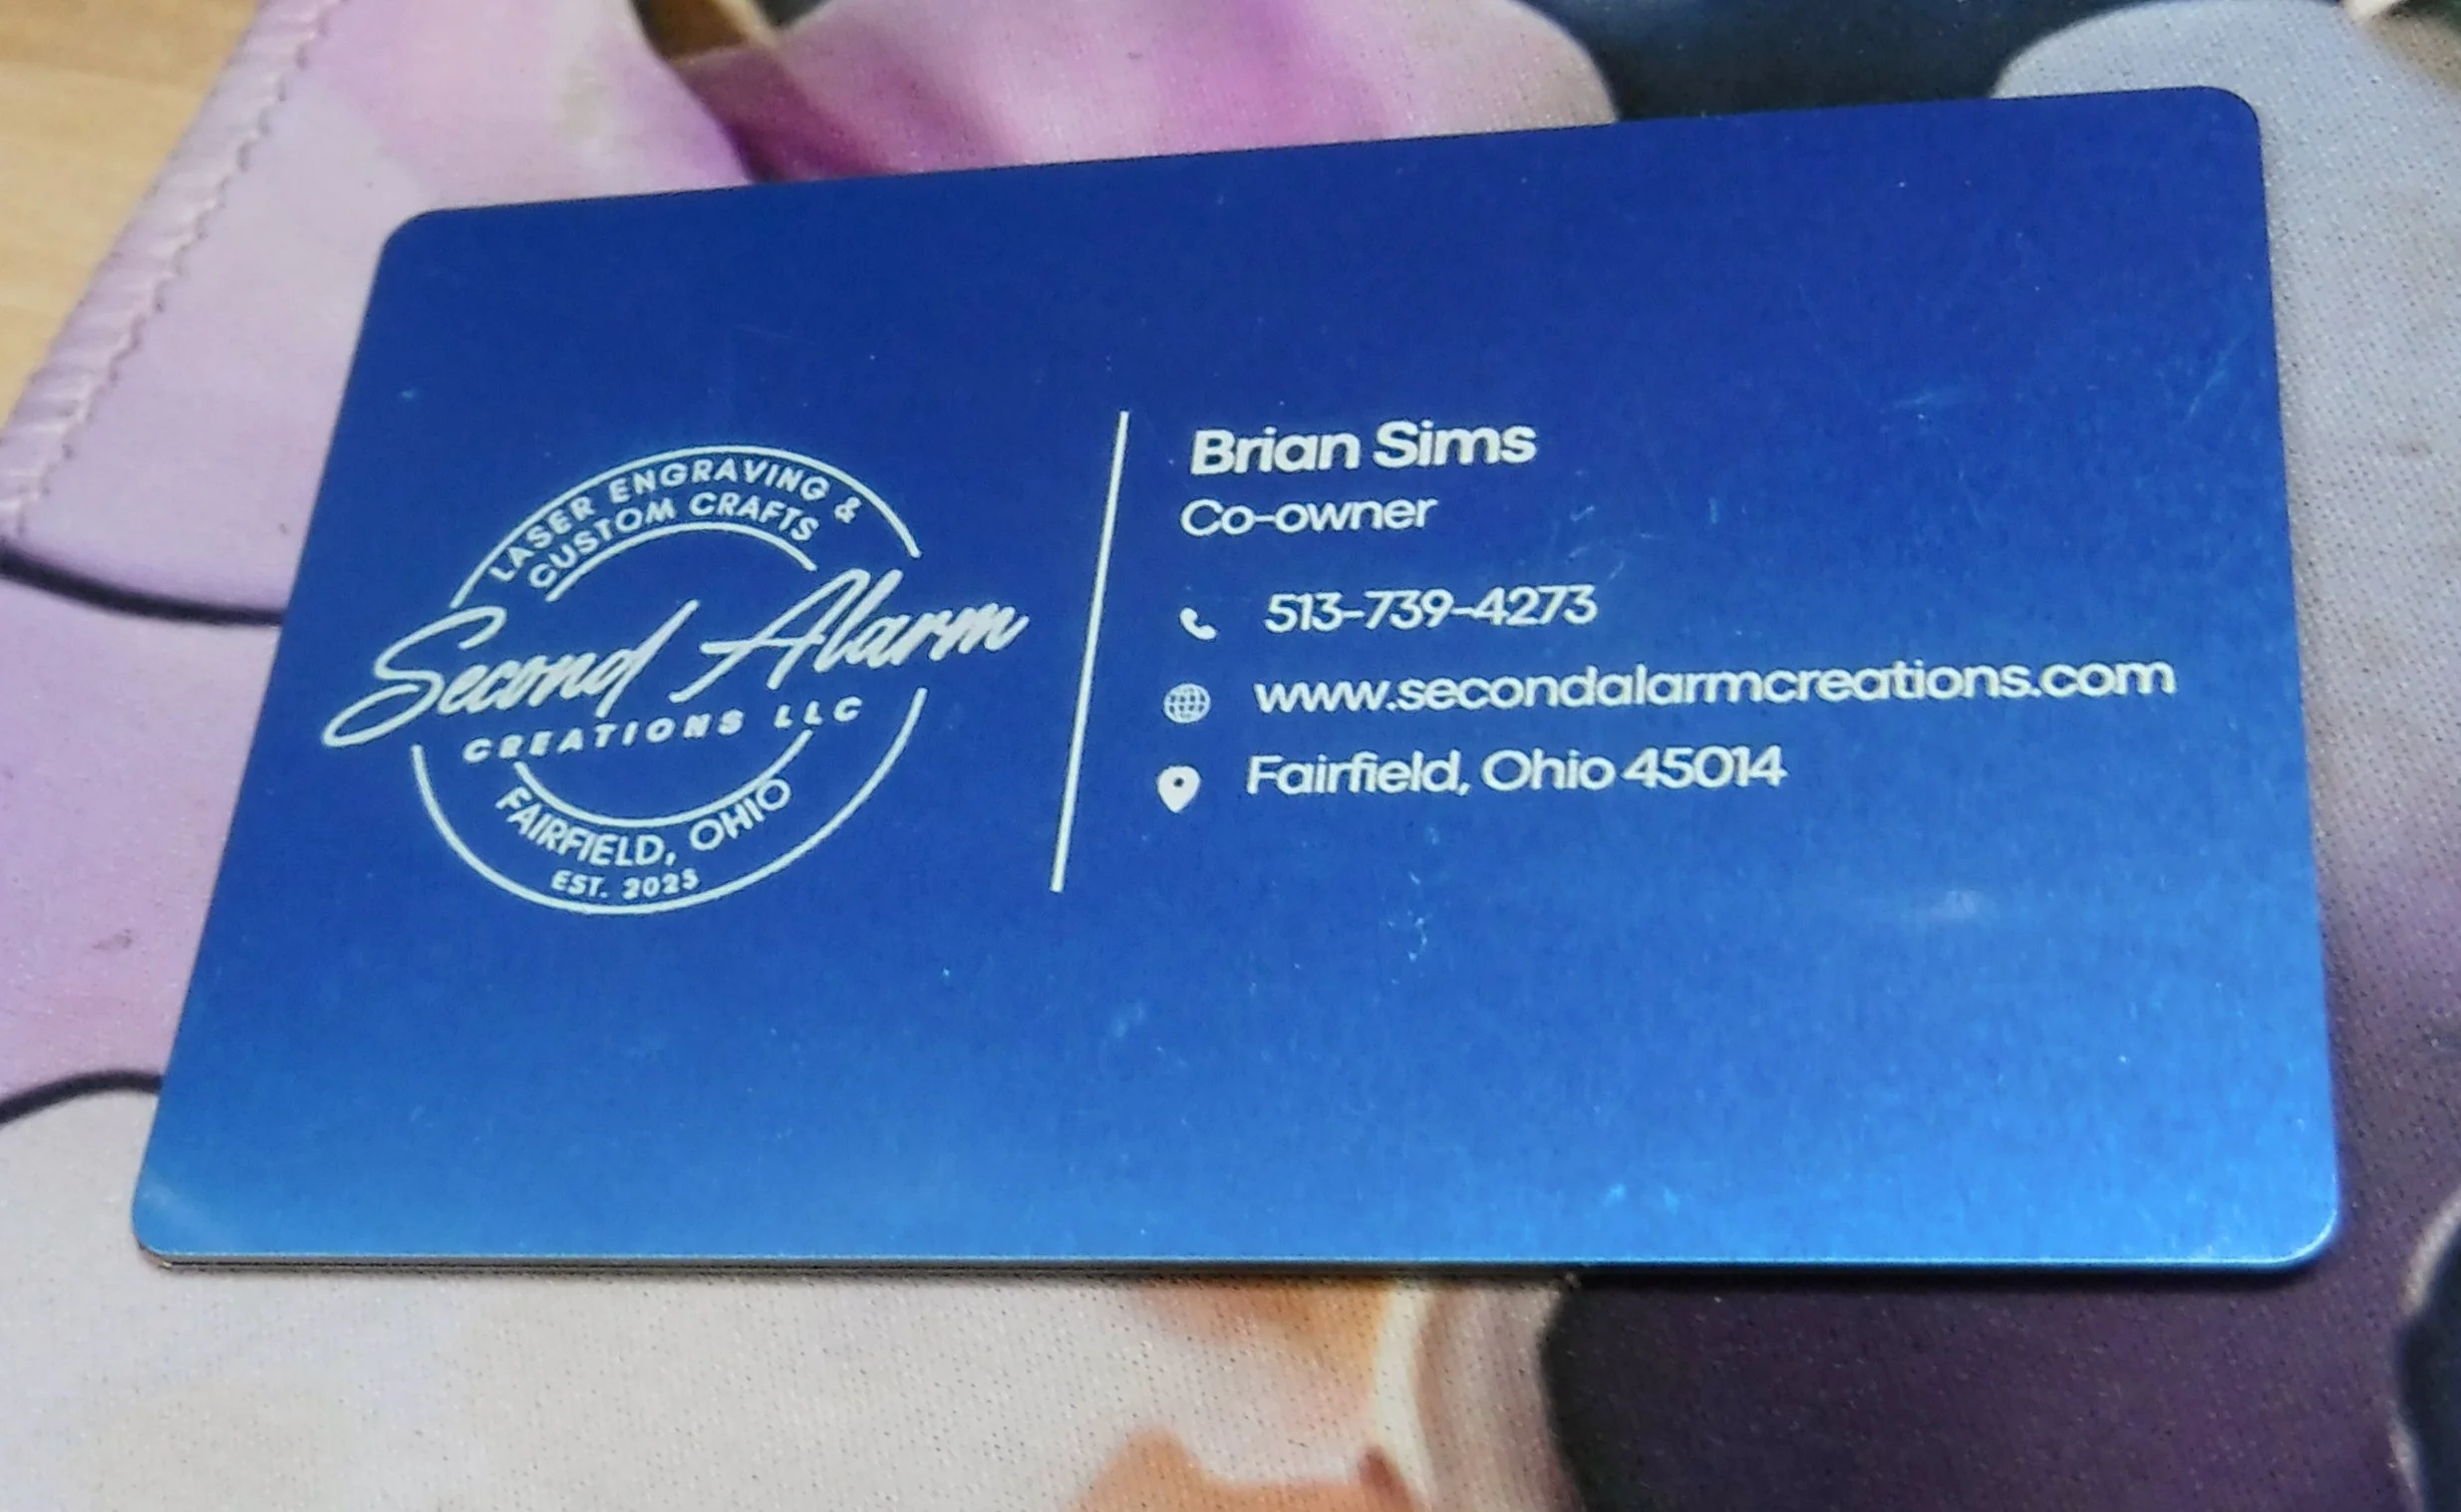 LASER ENGRAVING &
CUSTOM CRAFTS
Second Alarm
CREATIONS LLC
FAIRFIELD, OHIO
EST. 2025
Brian Sims
Co-owner
513-739-4273
www.secondalarmcreations.com
Fairfield, Ohio 45014